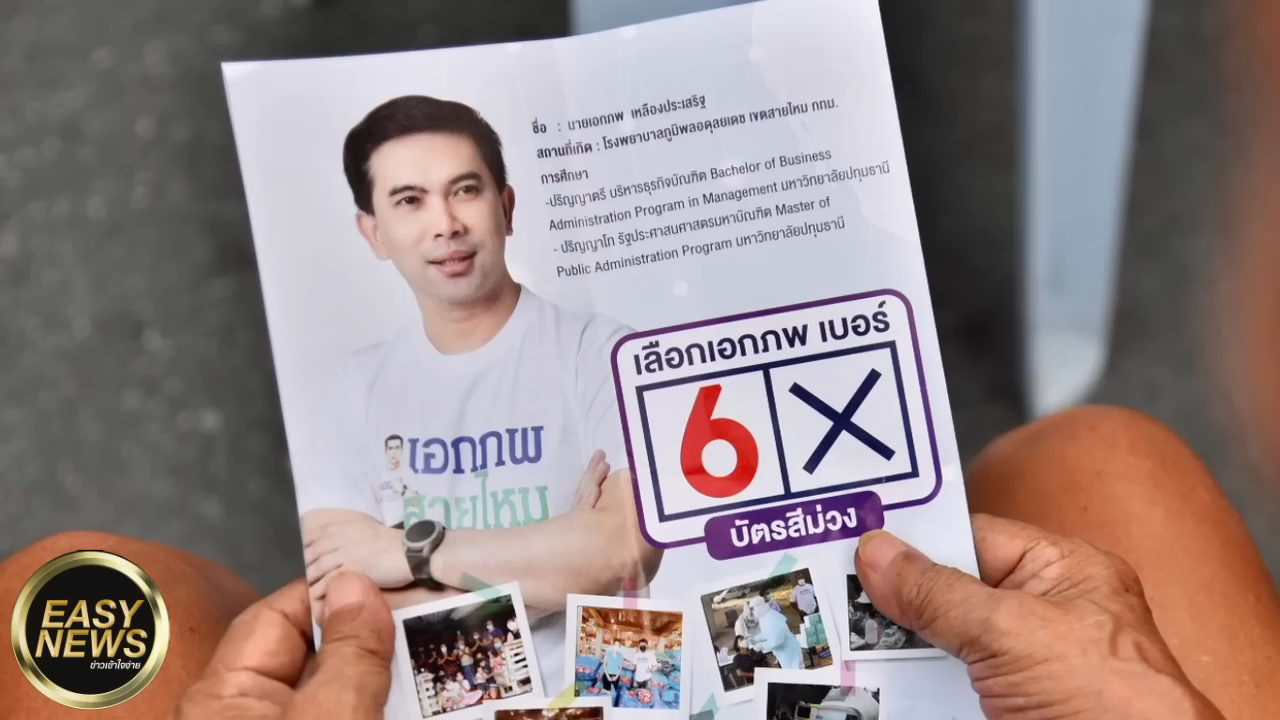 ชื่อ : นายเอกภพ เหลืองประเสริฐ
สถานที่เกิด : โรงพยาบาลภูมิพลอดุลยเดช เขตสายไหม กทม.
การศึกษา
-ปริญญาตรี บริหารธุรกิจบัณฑิต Bachelor of Business
Administration Program in Management มหาวิทยาลัยปทุมธานี
- ปริญญาโท รัฐประศาสนศาสตรมหาบัณฑิต Master of
Public Administration Program มหาวิทยาลัยปทุมธานี
เลือกเอกภพ เบอร์
6
บัตรสีม่วง
เอกภพ
สายไหม
EASY
NEWS
ข่าวเข้าใจง่าย